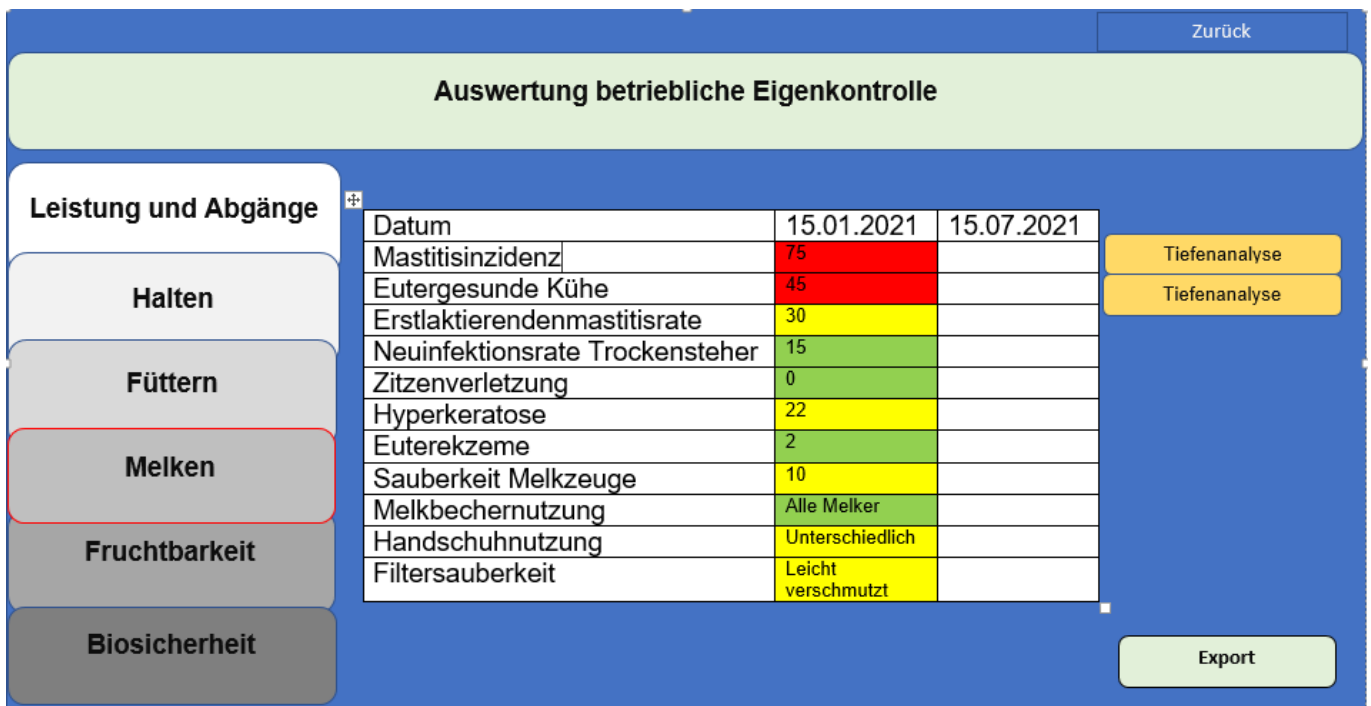 Zurück
Auswertung betriebliche Eigenkontrolle
Leistung und Abgänge
Halten
Füttern
Melken
Fruchtbarkeit
Biosicherheit
Datum 15.01.2021 15.07.2021
Mastitisinzidenz 75 Tiefenanalyse
Eutergesunde Kühe 45 Tiefenanalyse
Erstlaktierendenmastitisrate 30
Neuinfektionsrate Trockensteher 15
Zitzenverletzung 0
Hyperkeratose 22
Euterekzeme 2
Sauberkeit Melkzeuge 10
Melkbechernutzung Alle Melker
Handschuhnutzung Unterschiedlich
Filtersauberkeit Leicht
verschmutzt
Export